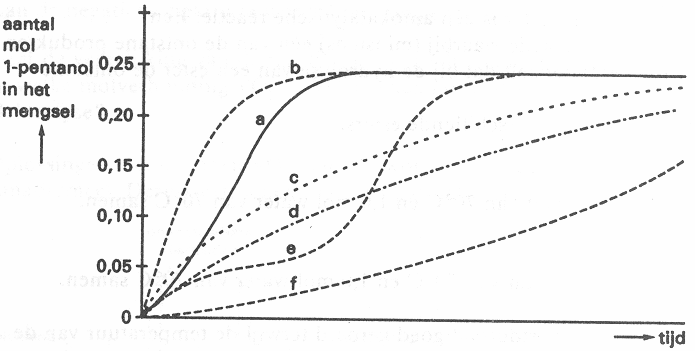 aantal
mol
1-pentanol
in het
mengsel
0,25
0,20
0,15
0,10
0,05
0
b
a
c
d
e
f
tijd